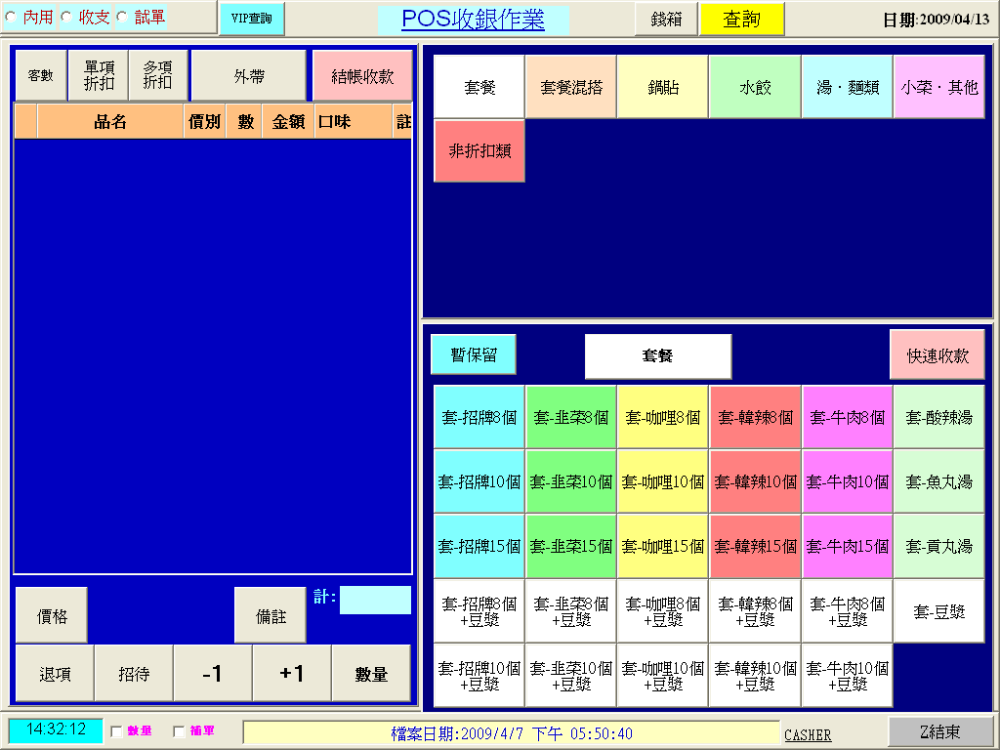 內用 收支 試單 VIP查詢 POS收銀作業 錢箱 查詢 日期:2009/04/13
客數 單項折扣 多項折扣 外帶 結帳收款
品名 價別 數 金額 口味 註
計:
價格 備註
退項 招待 -1 +1 數量
套餐 套餐混搭 鍋貼 水餃 湯．麵類 小菜．其他
非折扣類
暫保留 套餐 快速收款
套-招牌8個 套-韭菜8個 套-咖哩8個 套-韓辣8個 套-牛肉8個 套-酸辣湯
套-招牌10個 套-韭菜10個 套-咖哩10個 套-韓辣10個 套-牛肉10個 套-魚丸湯
套-招牌15個 套-韭菜15個 套-咖哩15個 套-韓辣15個 套-牛肉15個 套-貢丸湯
套-招牌8個+豆漿 套-韭菜8個+豆漿 套-咖哩8個+豆漿 套-韓辣8個+豆漿 套-牛肉8個+豆漿 套-豆漿
套-招牌10個+豆漿 套-韭菜10個+豆漿 套-咖哩10個+豆漿 套-韓辣10個+豆漿 套-牛肉10個+豆漿
14:32:12 數量 補單 檔案日期:2009/4/7 下午 05:50:40 CASHER Z結束